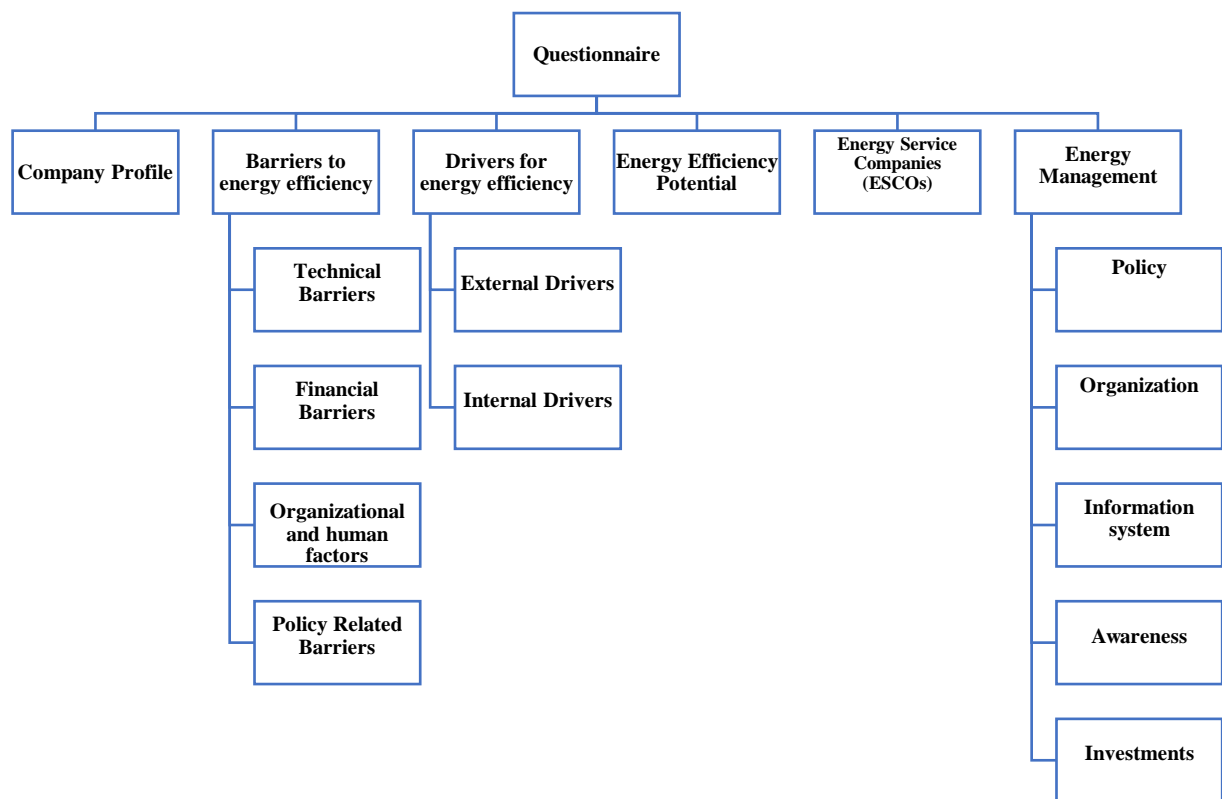 Questionnaire
Company Profile
Barriers to
energy efficiency
Drivers for
energy efficiency
Energy Efficiency
Potential
Energy Service
Companies
(ESCOs)
Energy
Management
Technical
Barriers
Financial
Barriers
Organizational
and human
factors
Policy Related
Barriers
External Drivers
Internal Drivers
Policy
Organization
Information
system
Awareness
Investments